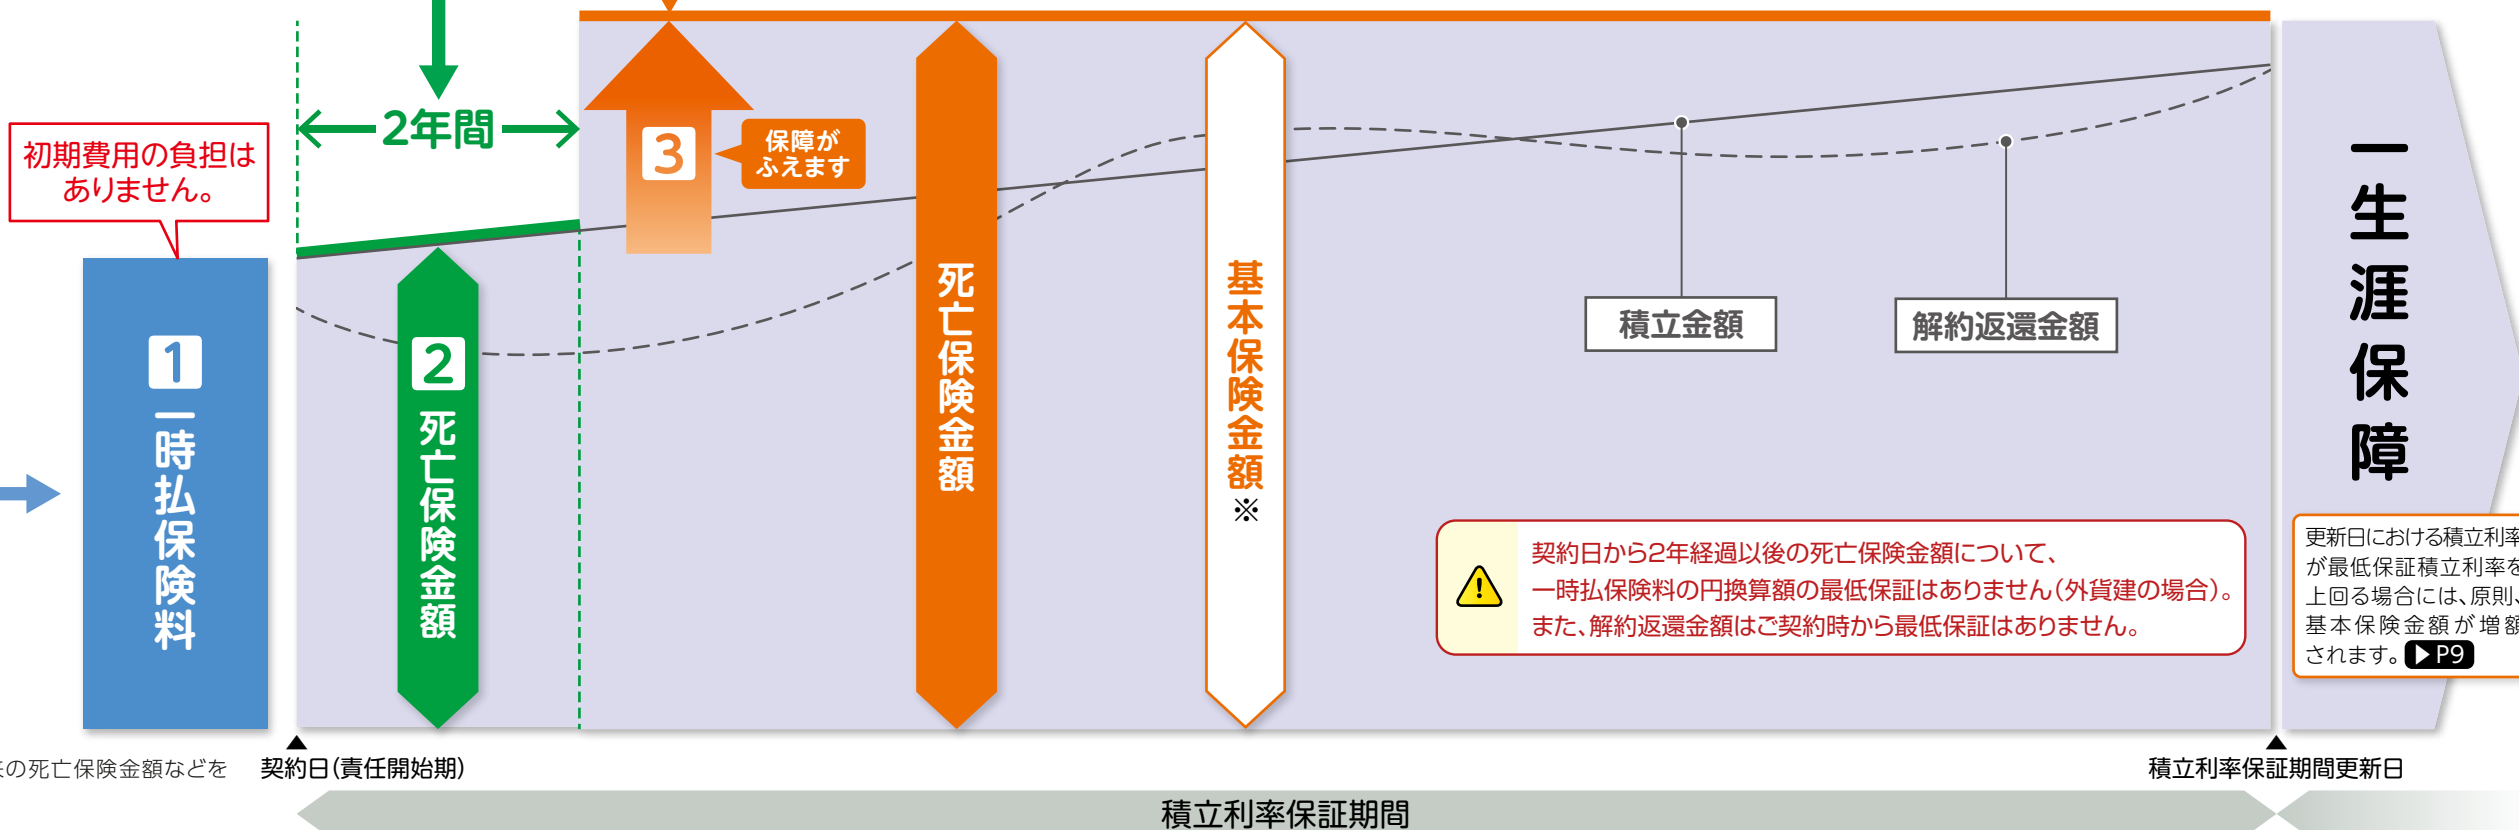 2年間
初期費用の負担は
ありません。
3
保障が
ふえます
1
一時払保険料
2
死亡保険金額
死亡保険金額
基本保険金額※
積立金額
解約返還金額
一生涯保障
契約日から2年経過以後の死亡保険金額について、
一時払保険料の円換算額の最低保証はありません(外貨建の場合)。
また、解約返還金額はご契約時から最低保証はありません。
更新日における積立利率
が最低保証積立利率を
上回る場合には、原則、
基本保険金額が増額
されます。▶P9
の死亡保険金額などを
契約日(責任開始期)
積立利率保証期間更新日
積立利率保証期間